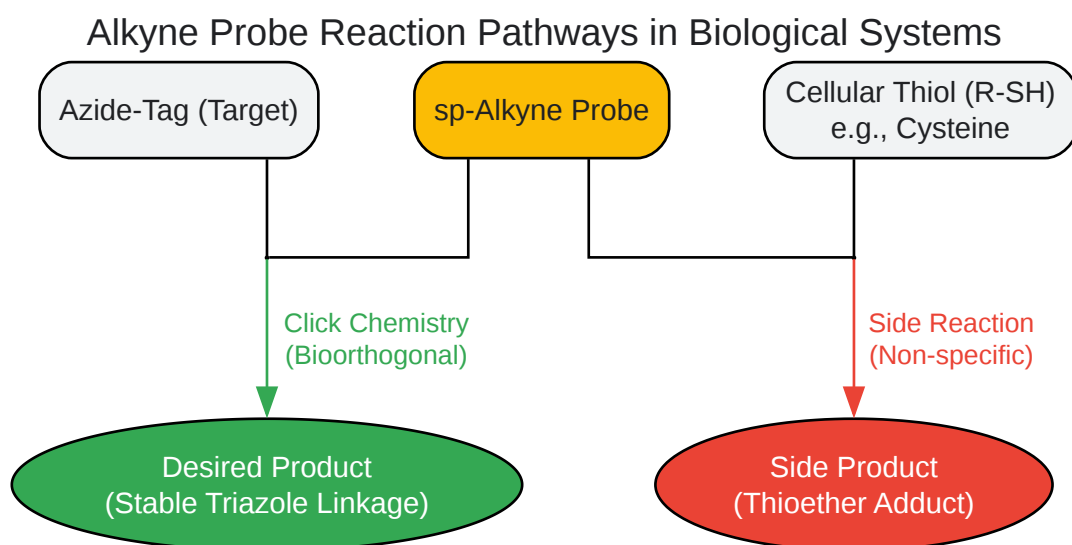 Alkyne Probe Reaction Pathways in Biological Systems
Azide-Tag (Target)
sp-Alkyne Probe
Cellular Thiol (R-SH)
e.g., Cysteine
Click Chemistry
(Bioorthogonal)
Side Reaction
(Non-specific)
Desired Product
(Stable Triazole Linkage)
Side Product
(Thioether Adduct)